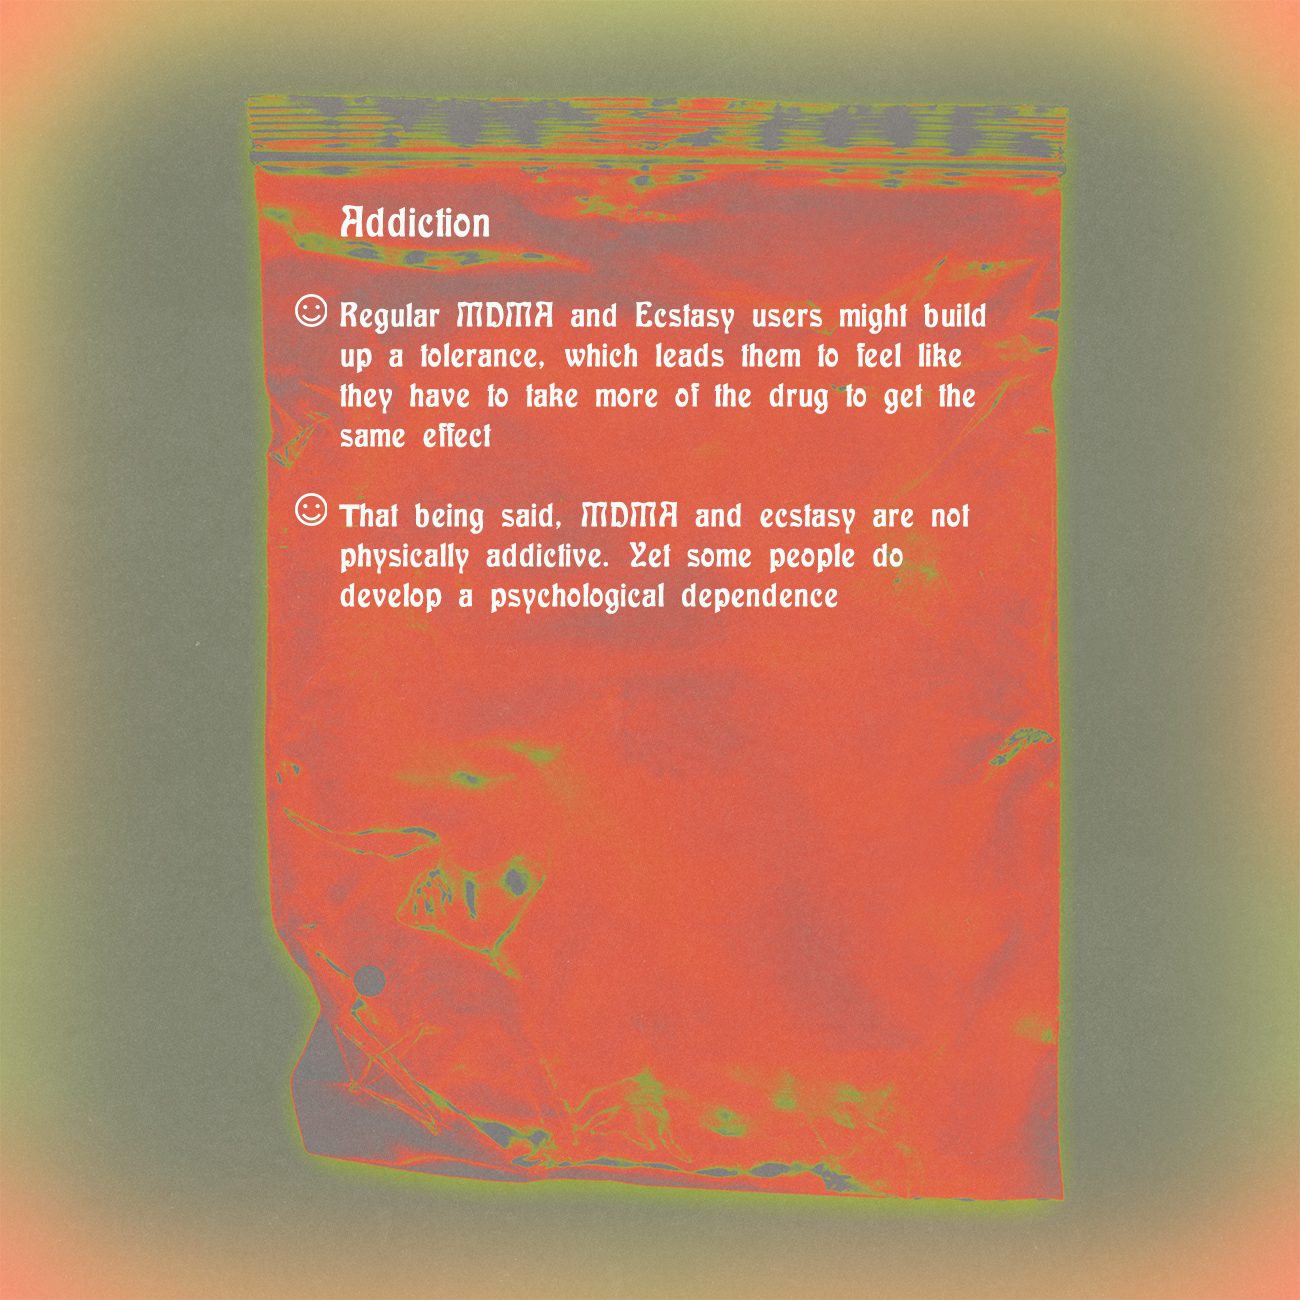 Addiction
Regular MDMA and Ecstasy users might build
up a tolerance, which leads them to feel like
they have to take more of the drug to get the
same effect
That being said, MDMA and ecstasy are not
physically addictive. Yet some people do
develop a psychological dependence